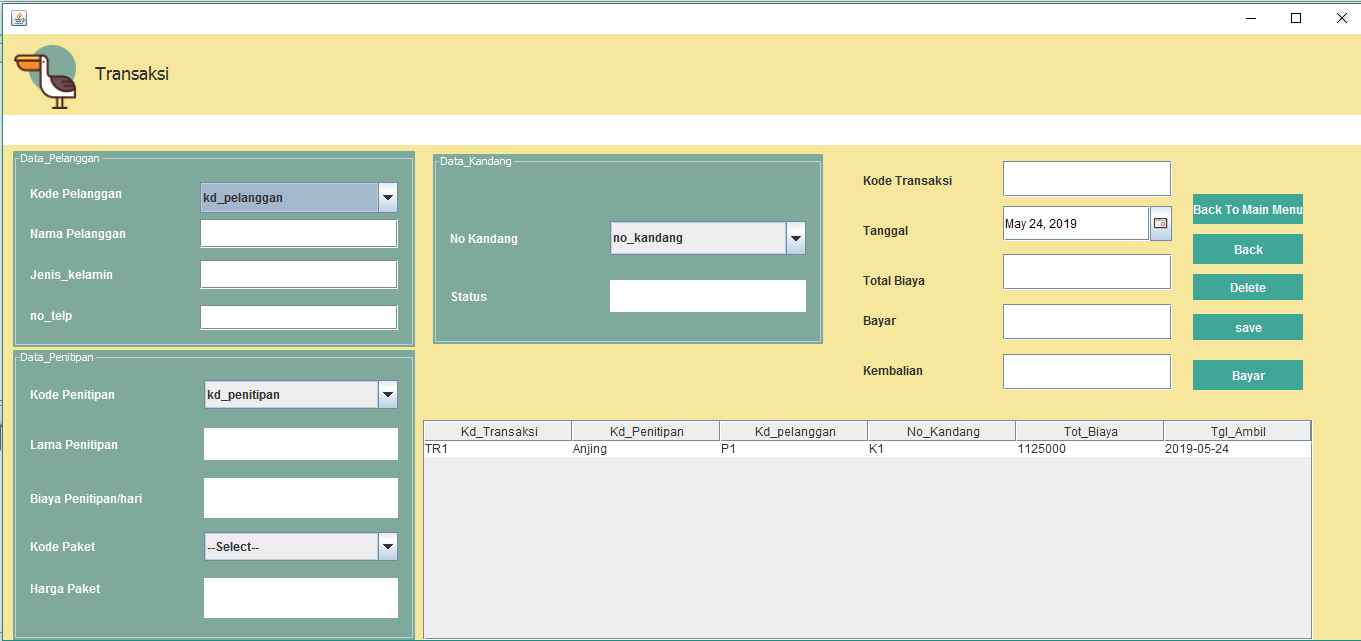 Transaksi
Data_Pelanggan
Kode Pelanggan
kd_pelanggan
Nama Pelanggan
Jenis_kelamin
no_telp
Data_Penitipan
Kode Penitipan
kd_penitipan
Lama Penitipan
Biaya Penitipan/hari
Kode Paket
--Select--
Harga Paket
Data_Kandang
No Kandang
no_kandang
Status
Kode Transaksi
Tanggal
May 24, 2019
Total Biaya
Bayar
Kembalian
Back To Main Menu
Back
Delete
save
Bayar
Kd_Transaksi Kd_Penitipan Kd_pelanggan No_Kandang Tot_Biaya Tgl_Ambil
TR1 Anjing P1 K1 1125000 2019-05-24